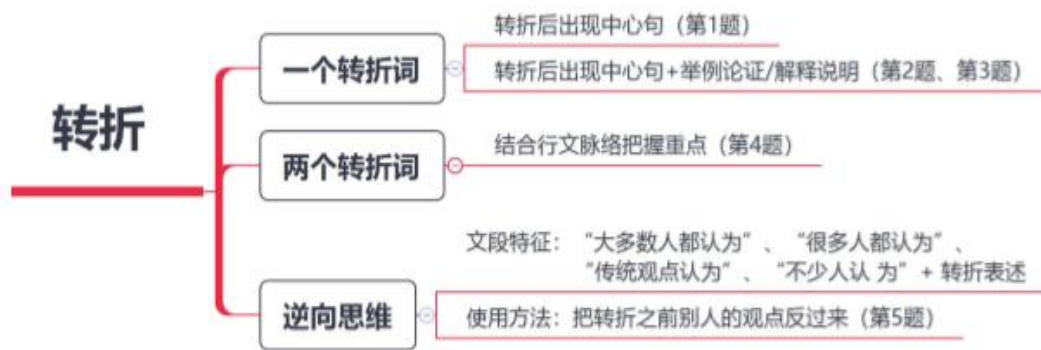 转折
一个转折词
转折后出现中心句（第1题）
转折后出现中心句+举例论证/解释说明（第2题、第3题）
两个转折词
结合行文脉络把握重点（第4题）
逆向思维
文段特征：“大多数人都认为”、“很多人都认为”、
“传统观点认为”、“不少人认 为”+ 转折表述
使用方法：把转折之前别人的观点反过来（第5题）